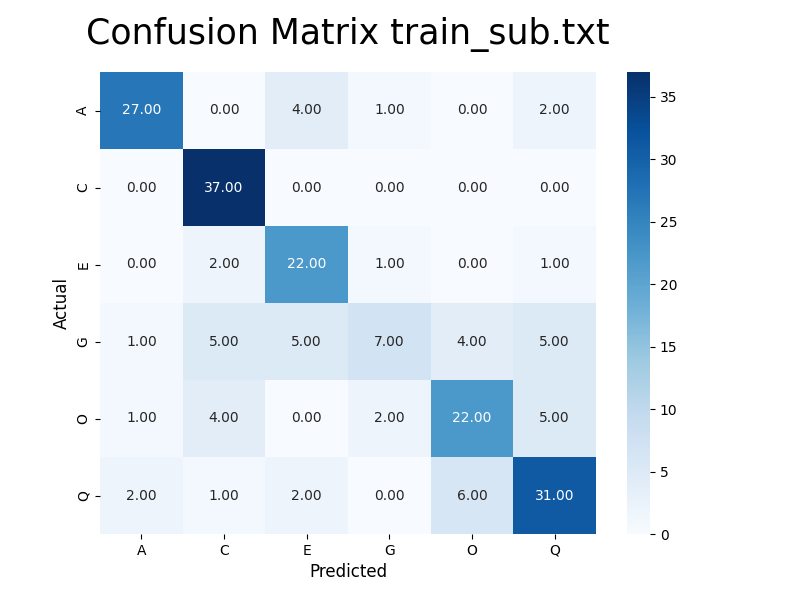 Confusion Matrix train_sub.txt
A 27.00 0.00 4.00 1.00 0.00 2.00
C 0.00 37.00 0.00 0.00 0.00 0.00
E 0.00 2.00 22.00 1.00 0.00 1.00
G 1.00 5.00 5.00 7.00 4.00 5.00
O 1.00 4.00 0.00 2.00 22.00 5.00
Q 2.00 1.00 2.00 0.00 6.00 31.00
A C E G O Q
Predicted
Actual
35
30
25
20
15
10
5
0